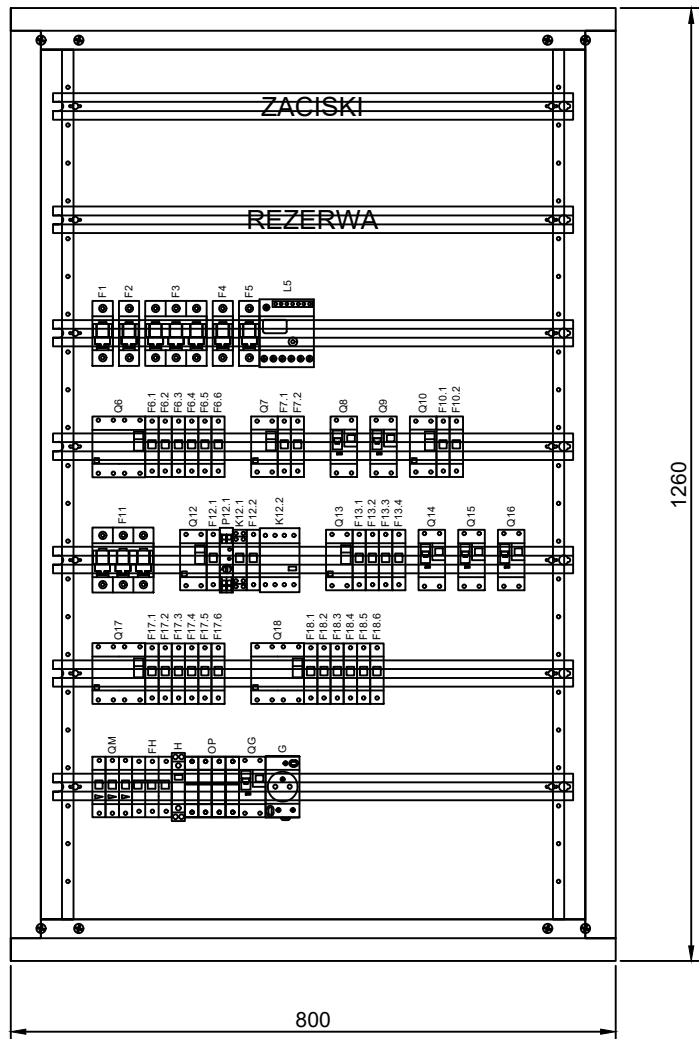 ZACISKI
REZERWA
F1 F2 F3 F4 F5 L5
Q6 F6.1 F6.2 F6.3 F6.4 F6.5 F6.6 Q7 F7.1 F7.2 Q8 Q9 Q10 F10.1 F10.2
F11 Q12 F12.1 P12.1 K12.1 F12.2 K12.2 Q13 F13.1 F13.2 F13.3 F13.4 Q14 Q15 Q16
Q17 F17.1 F17.2 F17.3 F17.4 F17.5 F17.6 Q18 F18.1 F18.2 F18.3 F18.4 F18.5 F18.6
QM FH H OP QG G
1260
800